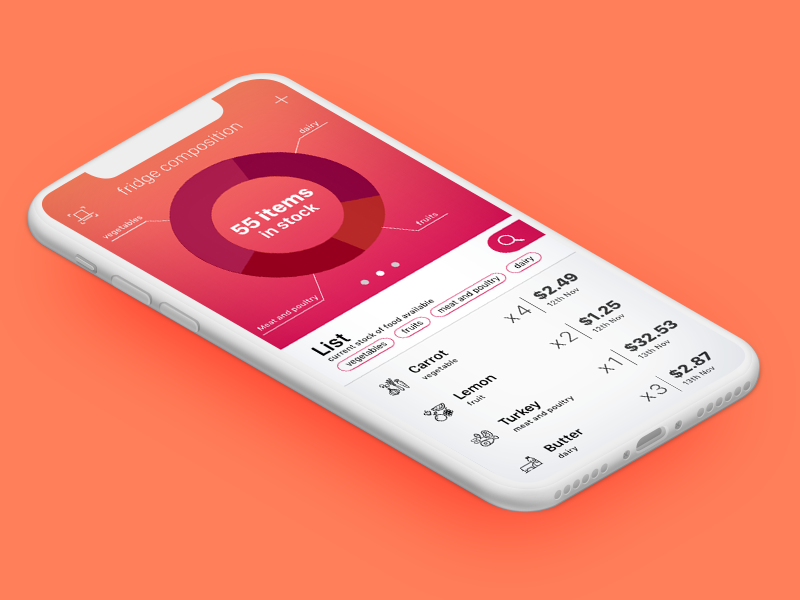 fridge composition
dairy
vegetables
55 items
in stock
fruits
Meat and poultry
List
current stock of food available
vegetables
fruits
meat and poultry
dairy
Carrot
vegetable
x4
$2.49
12th Nov
Lemon
fruit
x2
$1.25
12th Nov
Turkey
meat and poultry
x1
$32.53
13th Nov
Butter
dairy
x3
$2.87
13th Nov